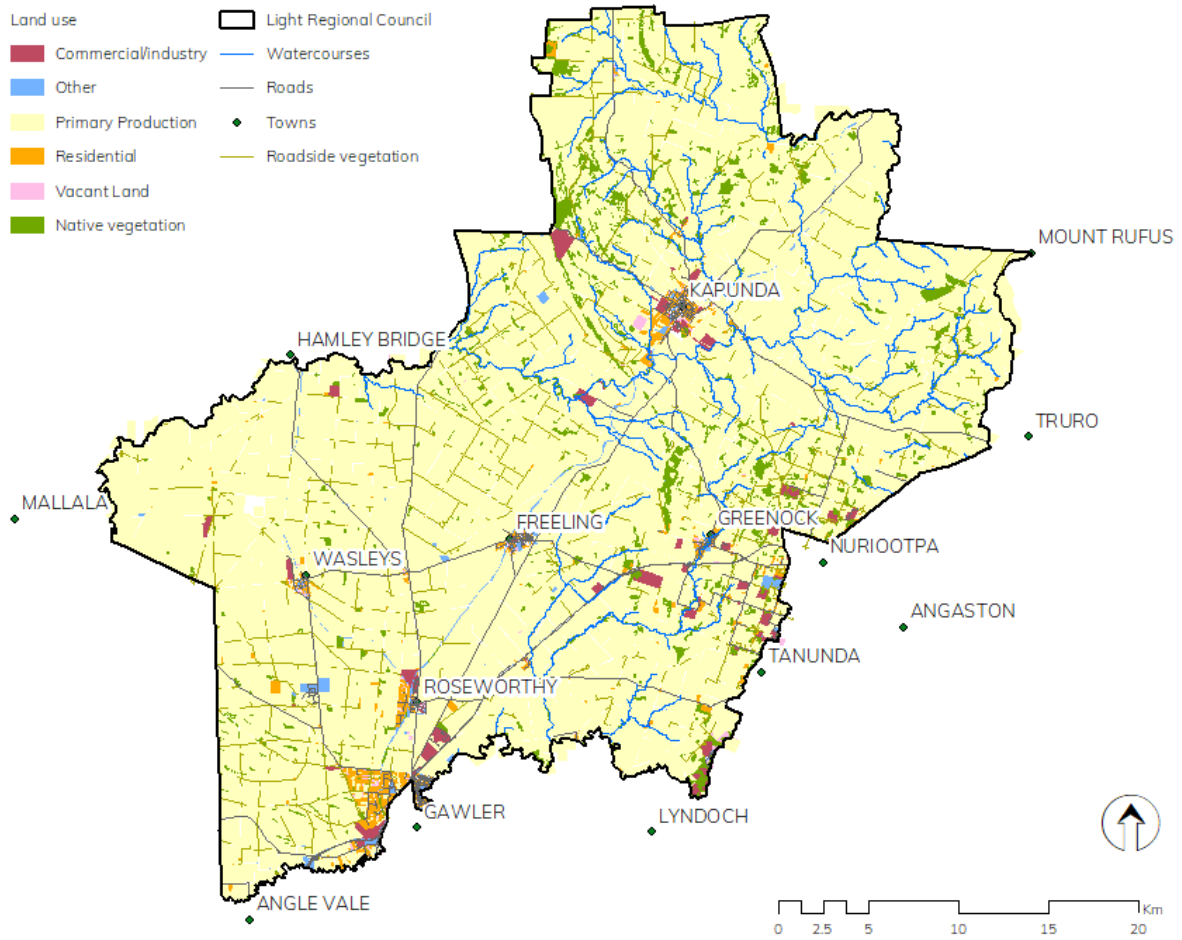 Land use
Commercial/industry
Other
Primary Production
Residential
Vacant Land
Native vegetation
Light Regional Council
Watercourses
Roads
Towns
Roadside vegetation
MOUNT RUFUS
KAPUNDA
HAMLEY BRIDGE
TRURO
MALLALA
FREELING
GREENOCK
NURIOOTPA
WASLEYS
ANGASTON
TANUNDA
ROSEWORTHY
GAWLER
LYNDOCH
ANGLE VALE
Km
0 2.5 5 10 15 20